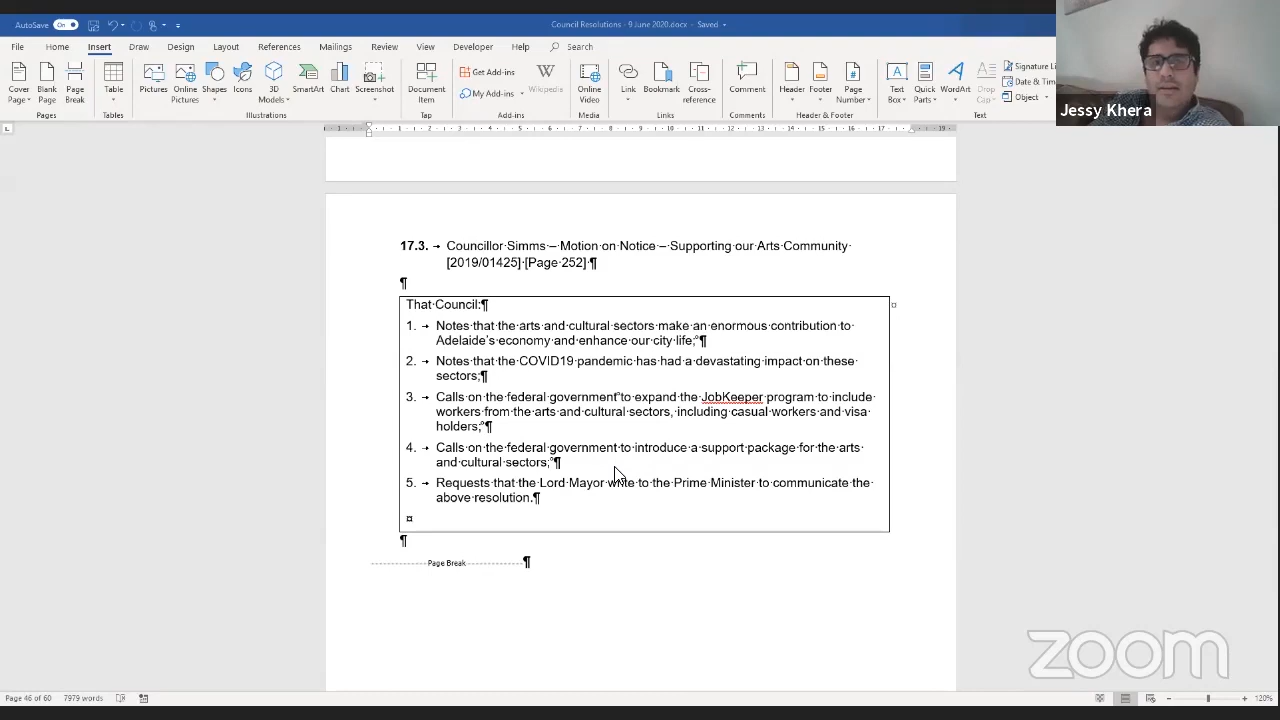 AutoSave On
Council Resolutions - 9 June 2020.docx - Saved
File Home Insert Draw Design Layout References Mailings Review View Developer Help Search
Cover Page
Blank Page
Page Break
Table
Pictures
Online Pictures
Shapes
Icons
3D Models
SmartArt
Chart
Screenshot
Get Add-ins
My Add-ins
Wikipedia
Document Item
Online Video
Link
Bookmark
Cross-reference
Comment
Header
Footer
Page Number
Text Box
Quick Parts
WordArt
Drop Cap
Signature Li
Date & Time
Object
Pages Tables Illustrations Tap Add-ins Media Links Comments Header & Footer Text
Jessy Khera
17.3. Councillor Simms – Motion on Notice – Supporting our Arts Community
[2019/01425] [Page 252]
That Council:
1. Notes that the arts and cultural sectors make an enormous contribution to
Adelaide's economy and enhance our city life;
2. Notes that the COVID19 pandemic has had a devastating impact on these
sectors;
3. Calls on the federal government to expand the JobKeeper program to include
workers from the arts and cultural sectors, including casual workers and visa
holders;
4. Calls on the federal government to introduce a support package for the arts
and cultural sectors;
5. Requests that the Lord Mayor write to the Prime Minister to communicate the
above resolution.
Page Break
zoom
Page 46 of 60 7979 words
120%